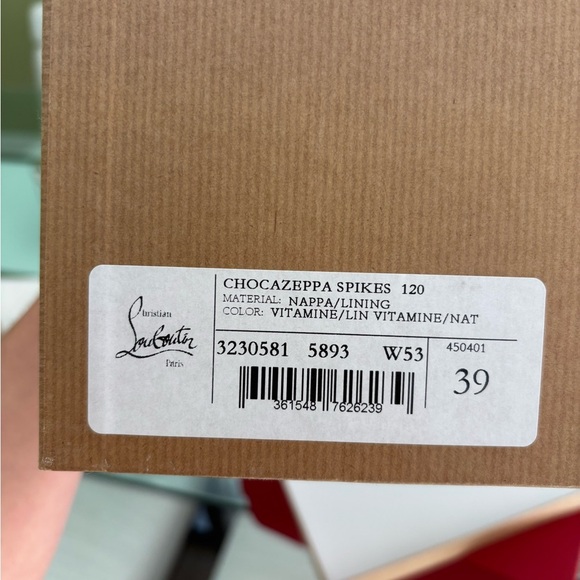 Christian
Louboutin
Paris
CHOCAZEPPA SPIKES 120
MATERIAL: NAPPA/LINING
COLOR: VITAMINE/LIN VITAMINE/NAT
3230581 5893 W53
450401
39
361548 7626239